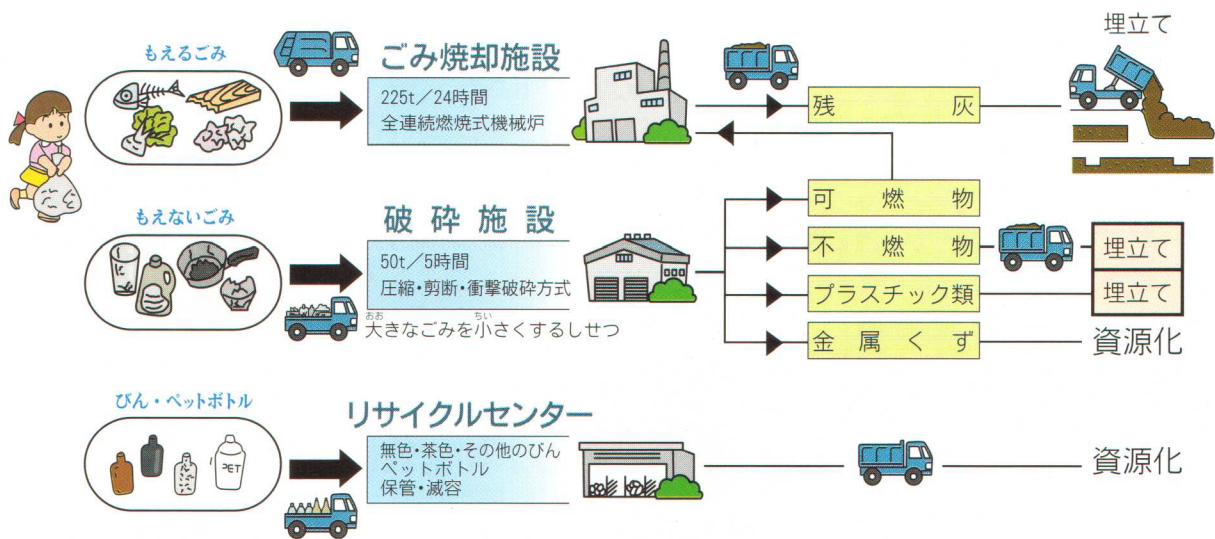 もえるごみ
ごみ焼却施設
225t／24時間
全連続燃焼式機械炉
残灰
埋立て
もえないごみ
破砕施設
50t／5時間
圧縮・剪断・衝撃破砕方式
おお ちい
大きなごみを小さくするしせつ
可燃物
不燃物
埋立て
プラスチック類
埋立て
金属くず
資源化
びん・ペットボトル
PET
リサイクルセンター
無色・茶色・その他のびん
ペットボトル
保管・減容
資源化